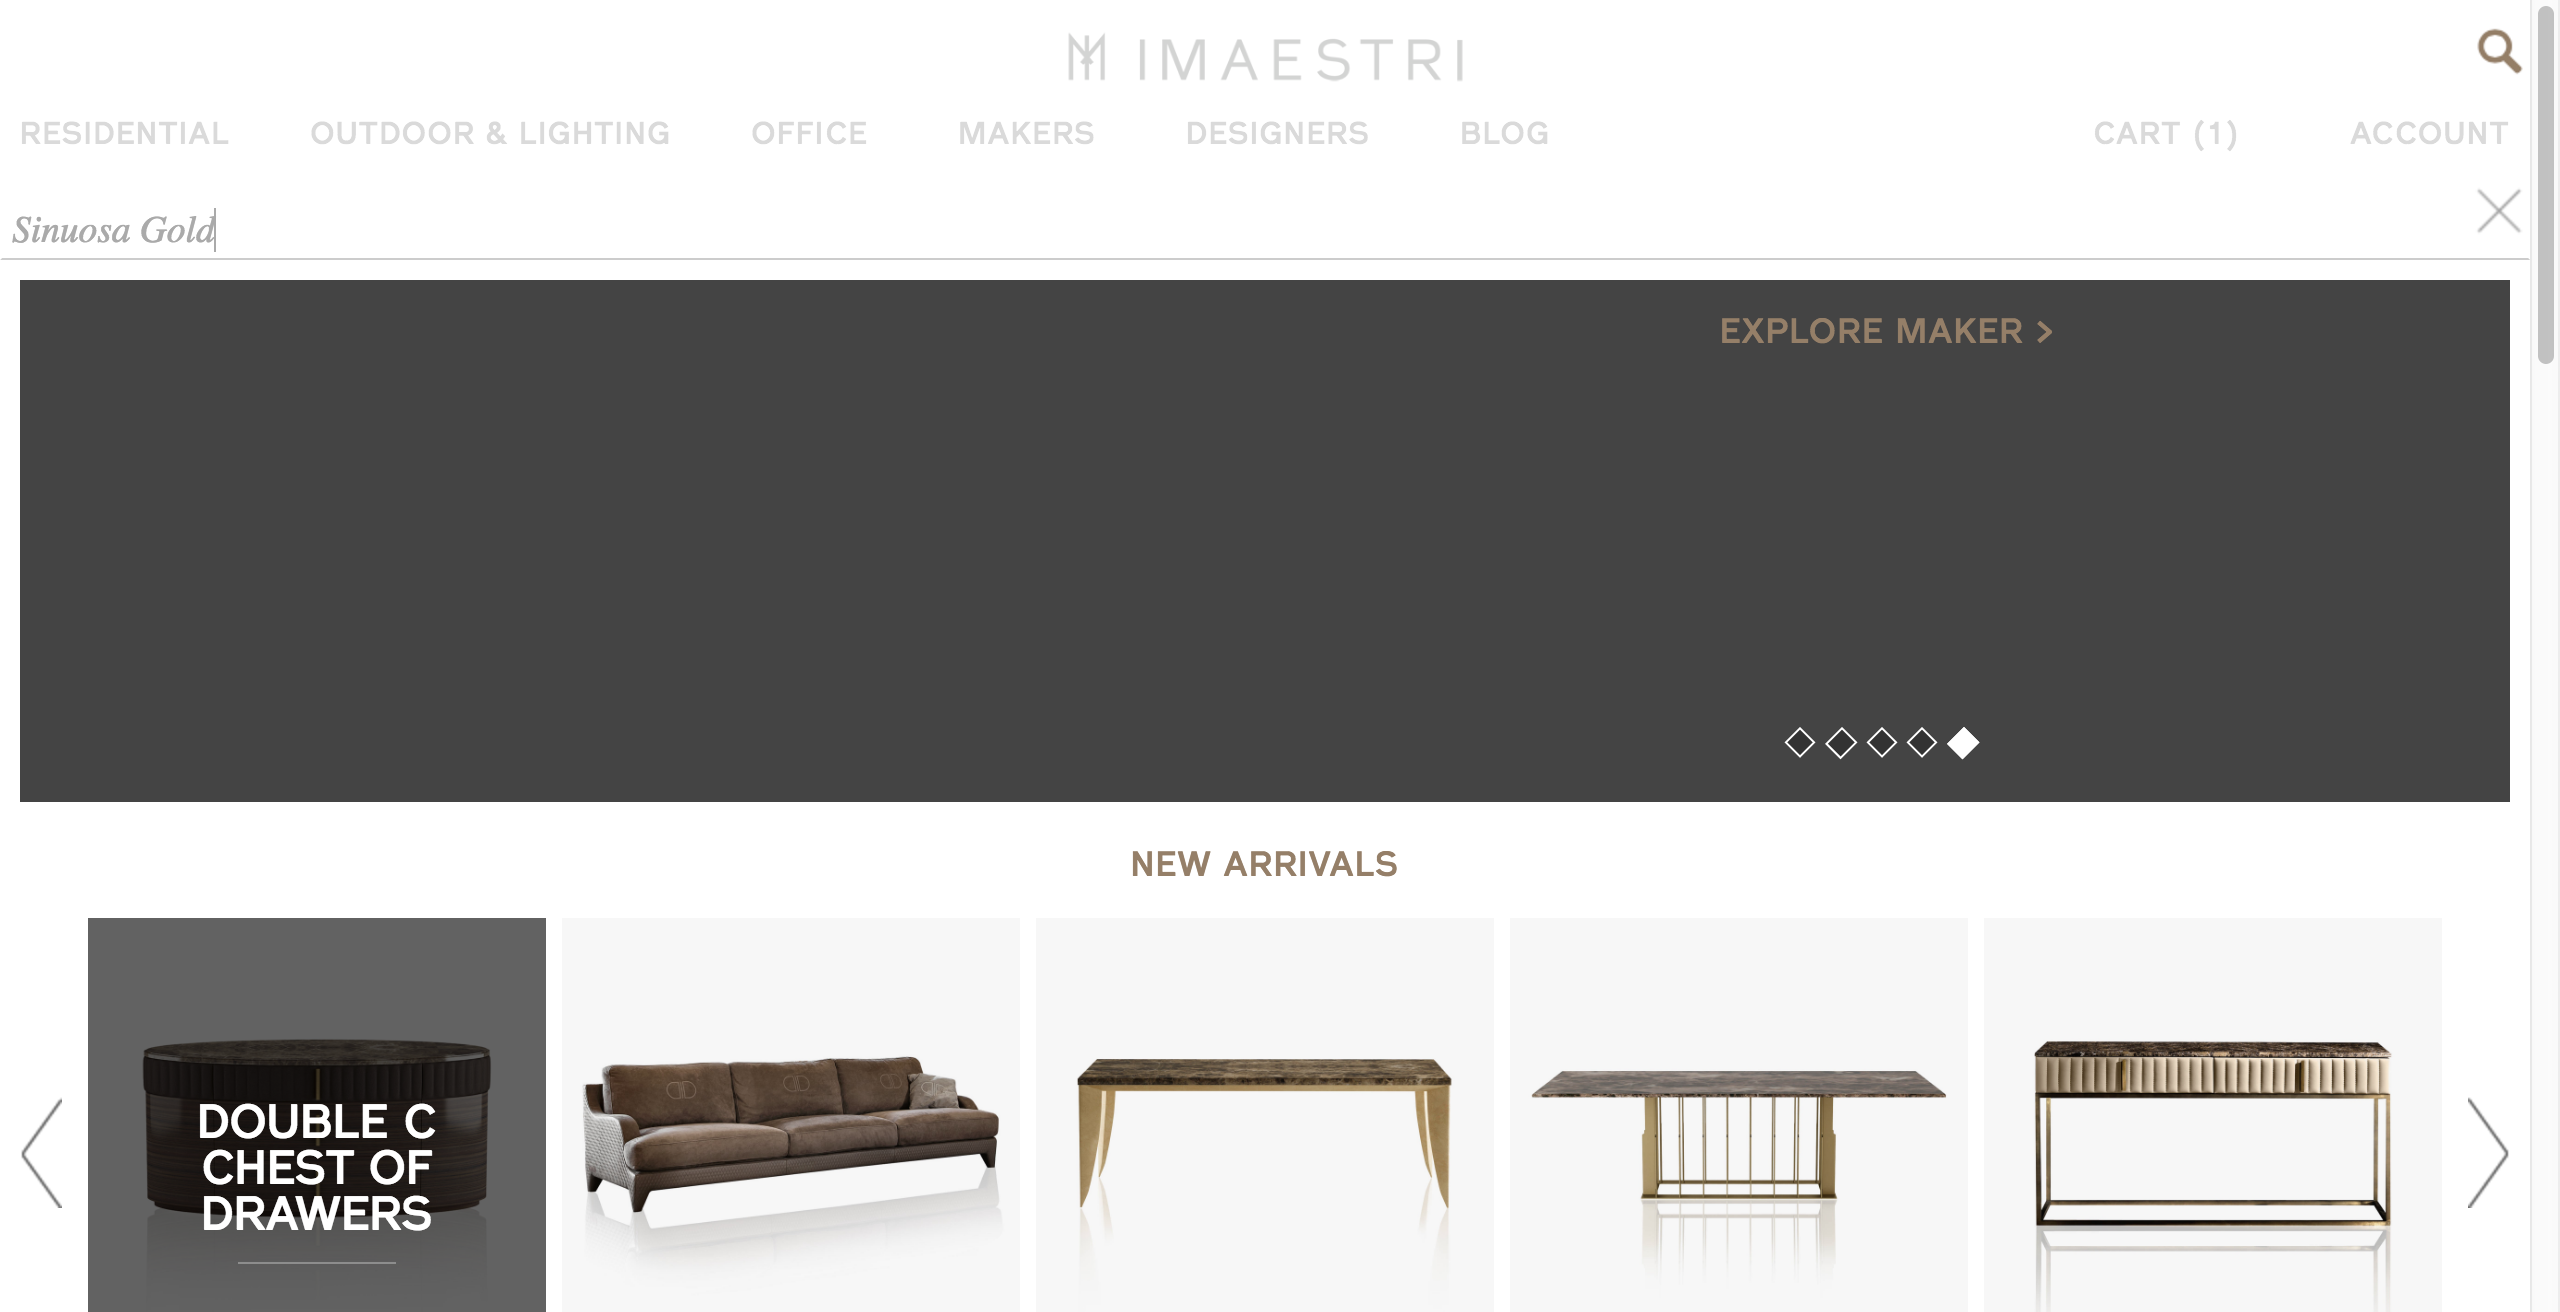 IMAESTRI
RESIDENTIAL OUTDOOR & LIGHTING OFFICE MAKERS DESIGNERS BLOG CART (1) ACCOUNT
Sinuosa Gold
EXPLORE MAKER >
NEW ARRIVALS
DOUBLE C
CHEST OF
DRAWERS